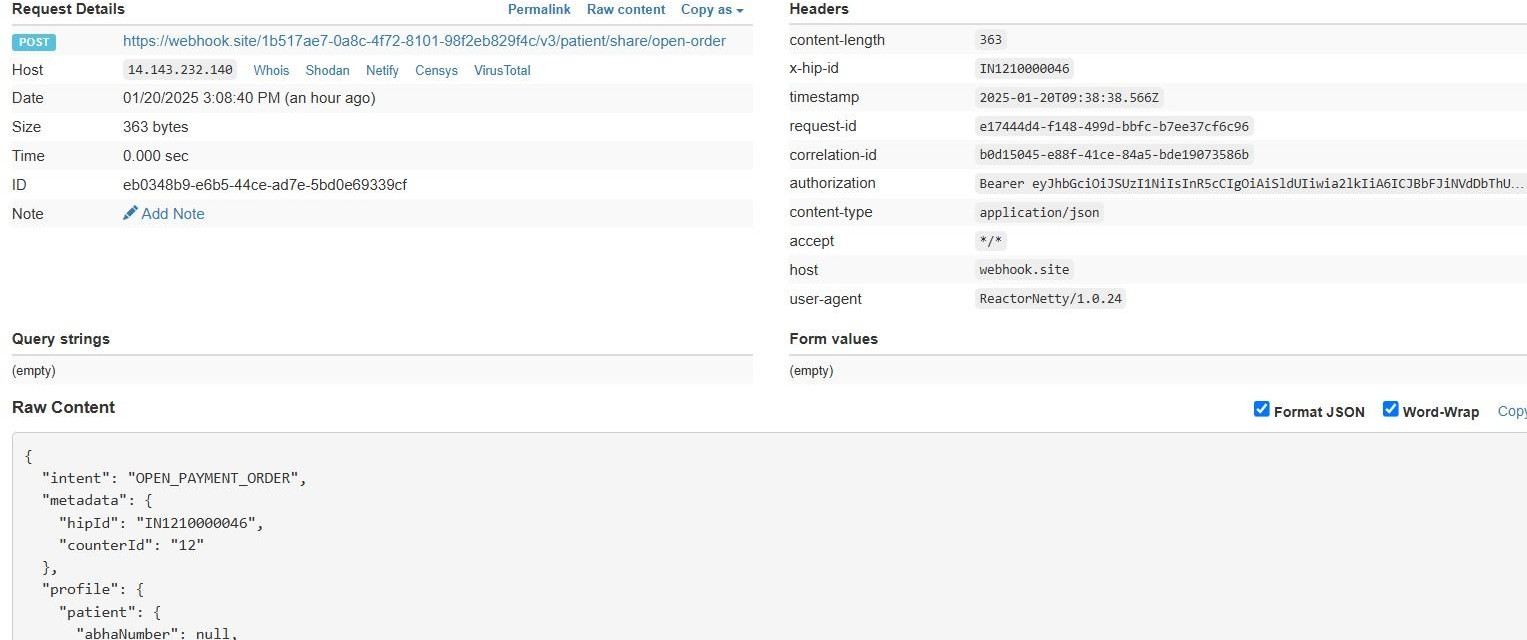 Request Details Permalink Raw content Copy as
POST https://webhook.site/1b517ae7-0a8c-4f72-8101-98f2eb829f4c/v3/patient/share/open-order
Host 14.143.232.140 Whois Shodan Netify Censys VirusTotal
Date 01/20/2025 3:08:40 PM (an hour ago)
Size 363 bytes
Time 0.000 sec
ID eb0348b9-e6b5-44ce-ad7e-5bd0e69339cf
Note Add Note
Headers
content-length 363
x-hip-id IN1210000046
timestamp 2025-01-20T09:38:38.566Z
request-id e17444d4-f148-499d-bbfc-b7ee37cf6c96
correlation-id b0d15045-e88f-41ce-84a5-bde19073586b
authorization Bearer eyJhbGciOiJSUzI1NiIsInR5cCIgOiAiSldUIiwia2lkIiA6ICJBbFJiNVdDbThU...
content-type application/json
accept */*
host webhook.site
user-agent ReactorNetty/1.0.24
Query strings
(empty)
Form values
(empty)
Raw Content Format JSON Word-Wrap Copy
{
"intent": "OPEN_PAYMENT_ORDER",
"metadata": {
"hipId": "IN1210000046",
"counterId": "12"
},
"profile": {
"patient": {
"abhaNumber": null,